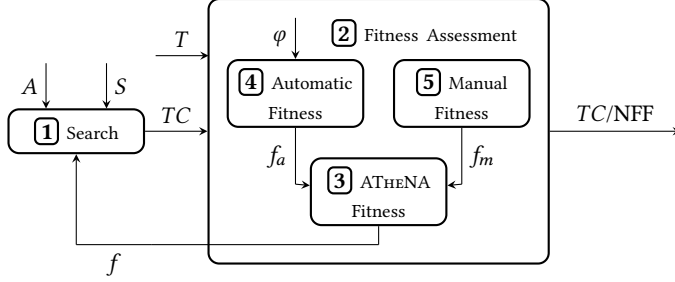 φ
2 Fitness Assessment
T
A
S
4 Automatic
Fitness
5 Manual
Fitness
TC
TC/NFF
1 Search
f_a
f_m
3 ATHENA
Fitness
f